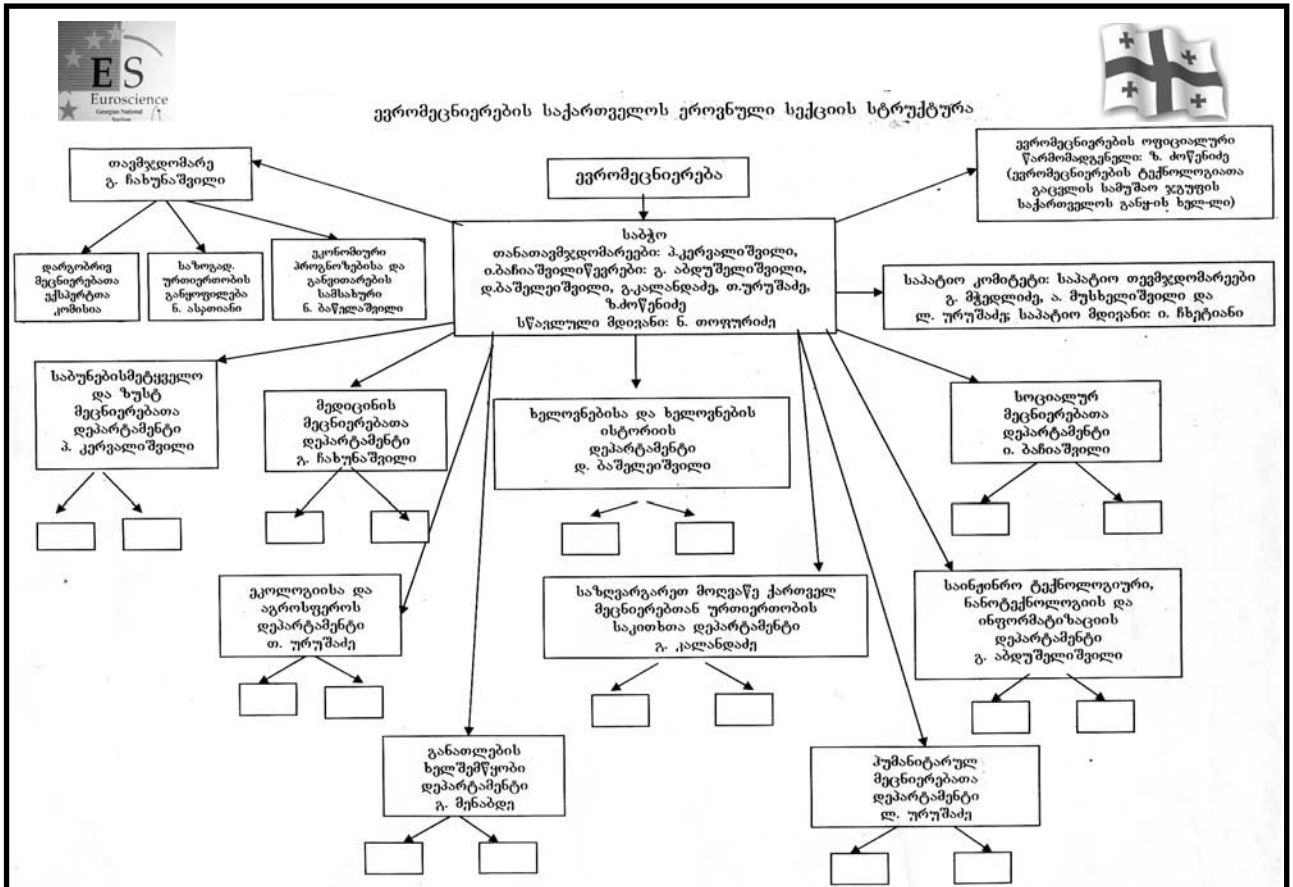 ES
Euroscience
Georgian National
Section
ევრომეცნიერების საქართველოს ეროვნული სექციის სტრუქტურა
თავმჯდომარე
გ. ჩახუნაშვილი
ევრომეცნიერება
ევრომეცნიერების ოფიციალური
წარმომადგენელი: ზ. ძოწენიძე
(ევრომეცნიერების ტექნოლოგიათა
გაცვლის სამუშაო ჯგუფის
საქართველოს განყ-ის ხელ-ლი)
საბჭო
თანათავმჯდომარეები: პ.კერვალიშვილი,
ი.ბაჩიაშვილიწევრები: გ. აბდუშელიშვილი,
დ.ბაშელეიშვილი, გ.კალანდაძე, თ.ურუშაძე,
ზ.ძოწენიძე
სწავლული მდივანი: ნ. თოფურიძე
დარგობრივ
მეცნიერებათა
ექსპერტთა
კომისია
საზოგად.
ურთიერთობის
განყოფილება
ნ. ასათიანი
ეკონომიური
პროგნოზებისა და
განვითარების
სამსახური
ნ. ბაწელაშვილი
საპატიო კომიტეტი: საპატიო თევმჯდომარეები
გ. მჭედლიძე, ა. მუსხელიშვილი და
ლ. ურუშაძე; საპატიო მდივანი: ი. ჩხეტიანი
საბუნებისმეტყველო
და ზუსტ
მეცნიერებათა
დეპარტამენტი
პ. კერვალიშვილი
მედიცინის
მეცნიერებათა
დეპარტამენტი
გ. ჩახუნაშვილი
ხელოვნებისა და ხელოვნების
ისტორიის
დეპარტამენტი
დ. ბაშელეიშვილი
სოციალურ
მეცნიერებათა
დეპარტამენტი
ი. ბაჩიაშვილი
ეკოლოგიისა და
აგროსფეროს
დეპარტამენტი
თ. ურუშაძე
საზღვარგარეთ მოღვაწე ქართველ
მეცნიერებთან ურთიერთობის
საკითხთა დეპარტამენტი
გ. კალანდაძე
საინჟინრო ტექნოლოგიური,
ნანოტექნოლოგიის და
ინფორმატიზაციის
დეპარტამენტი
გ. აბდუშელიშვილი
განათლების
ხელშემწყობი
დეპარტამენტი
გ. მენაბდე
ჰუმანიტარულ
მეცნიერებათა
დეპარტამენტი
ლ. ურუშაძე